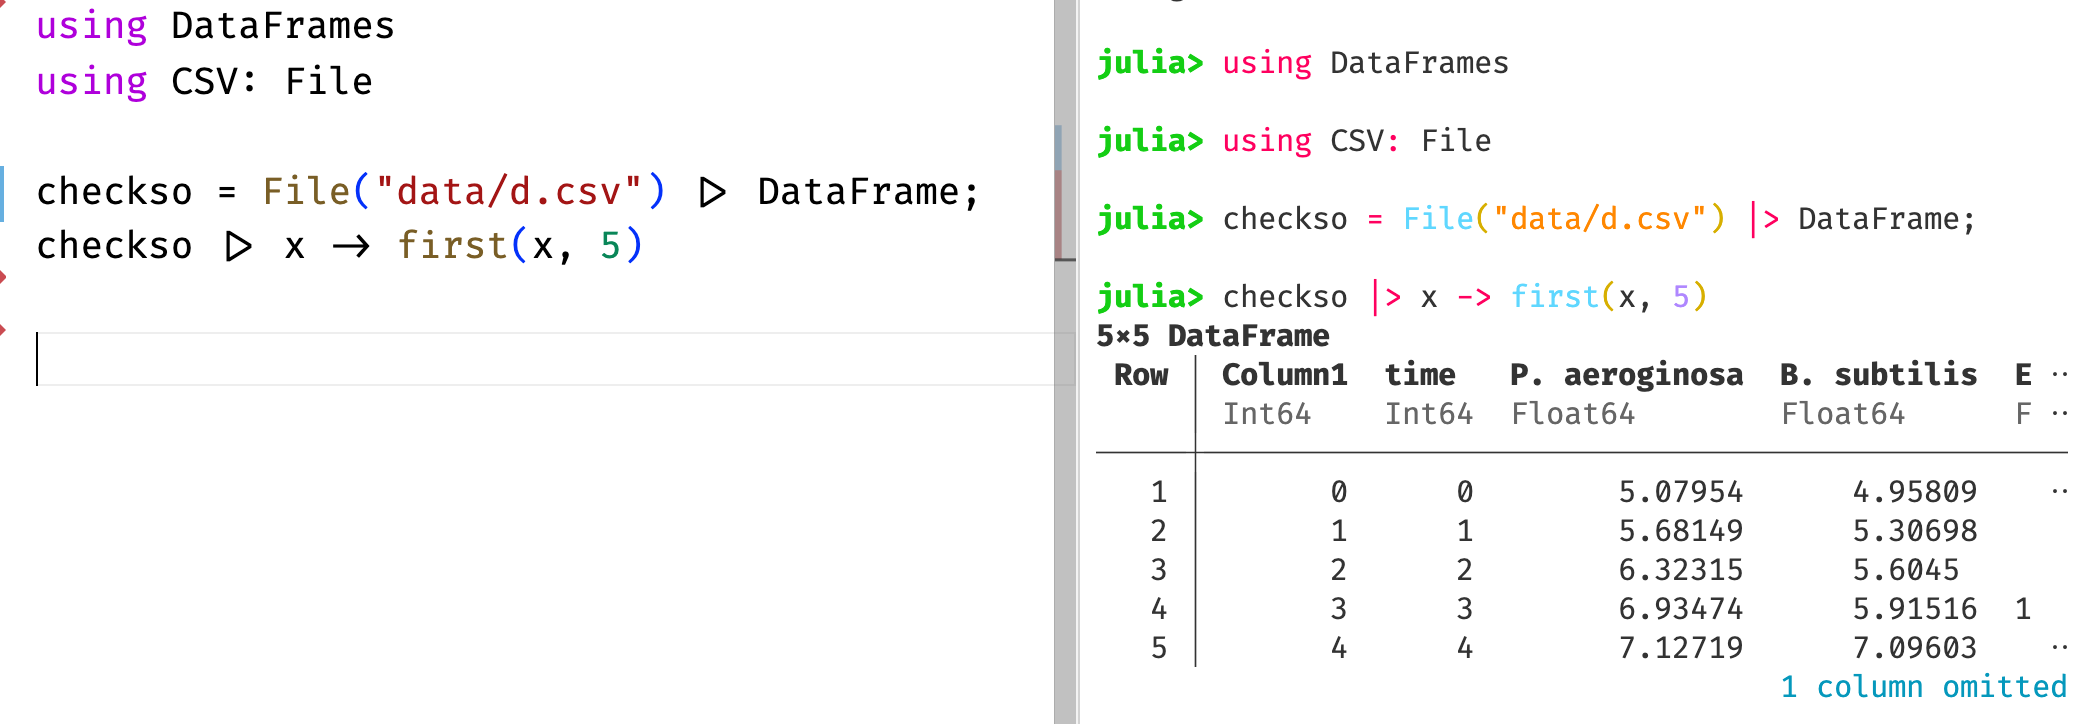 using DataFrames
using CSV: File
checkso = File("data/d.csv") |> DataFrame;
checkso |> x -> first(x, 5)
julia> using DataFrames
julia> using CSV: File
julia> checkso = File("data/d.csv") |> DataFrame;
julia> checkso |> x -> first(x, 5)
5×5 DataFrame
Row │ Column1 time P. aeroginosa B. subtilis E ⋯
│ Int64 Int64 Float64 Float64 F ⋯
1 │ 0 0 5.07954 4.95809 ⋯
2 │ 1 1 5.68149 5.30698
3 │ 2 2 6.32315 5.6045
4 │ 3 3 6.93474 5.91516 1
5 │ 4 4 7.12719 7.09603 ⋯
1 column omitted